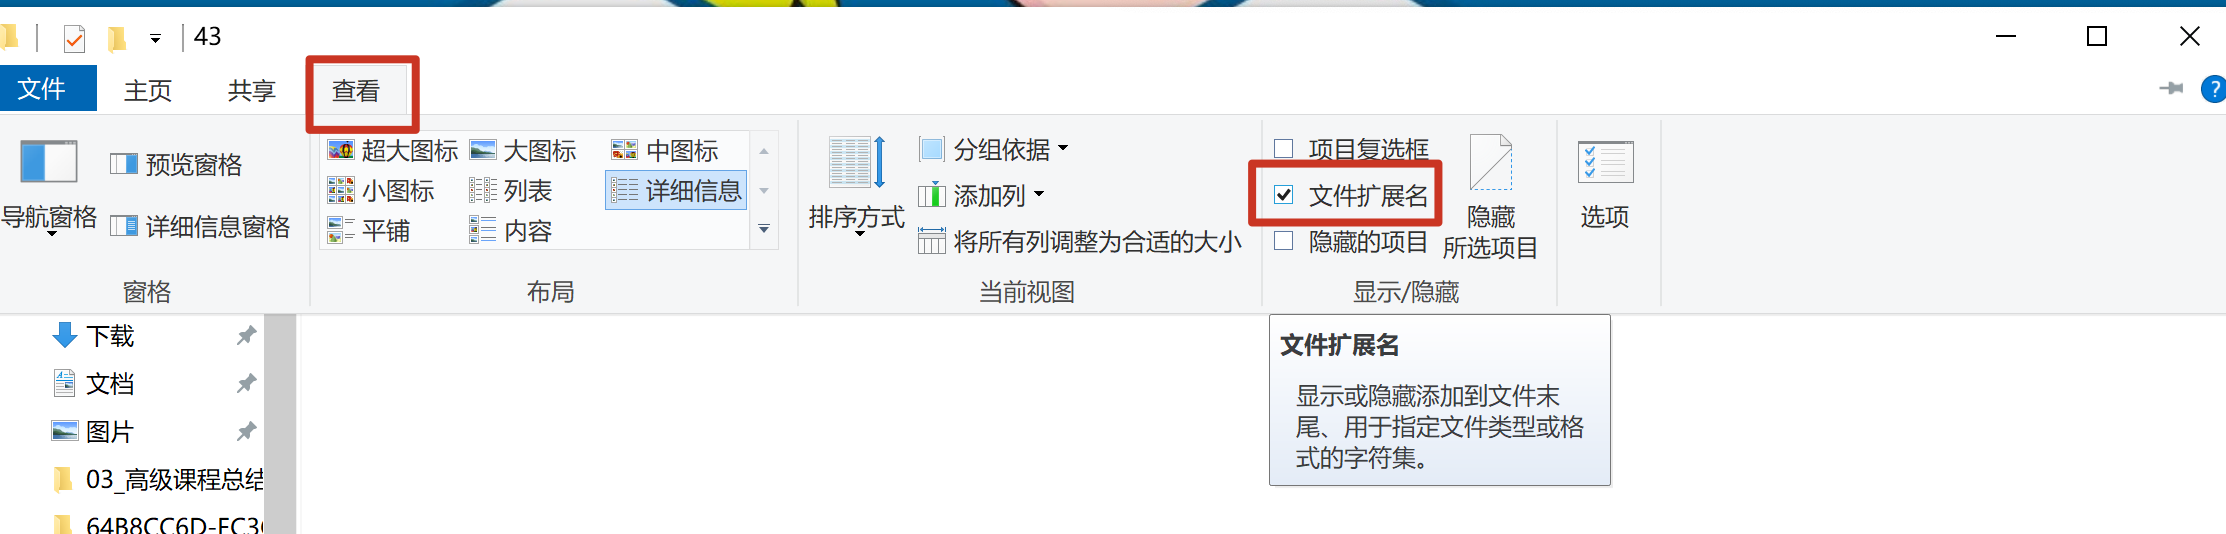 43
文件 主页 共享 查看
导航窗格
预览窗格
详细信息窗格
窗格
超大图标 大图标 中图标
小图标 列表 详细信息
平铺 内容
布局
排序方式
分组依据
添加列
将所有列调整为合适的大小
当前视图
项目复选框
文件扩展名
隐藏的项目
隐藏
所选项目
显示/隐藏
选项
下载
文档
图片
03_高级课程总结
文件扩展名
显示或隐藏添加到文件末
尾、用于指定文件类型或格
式的字符集。